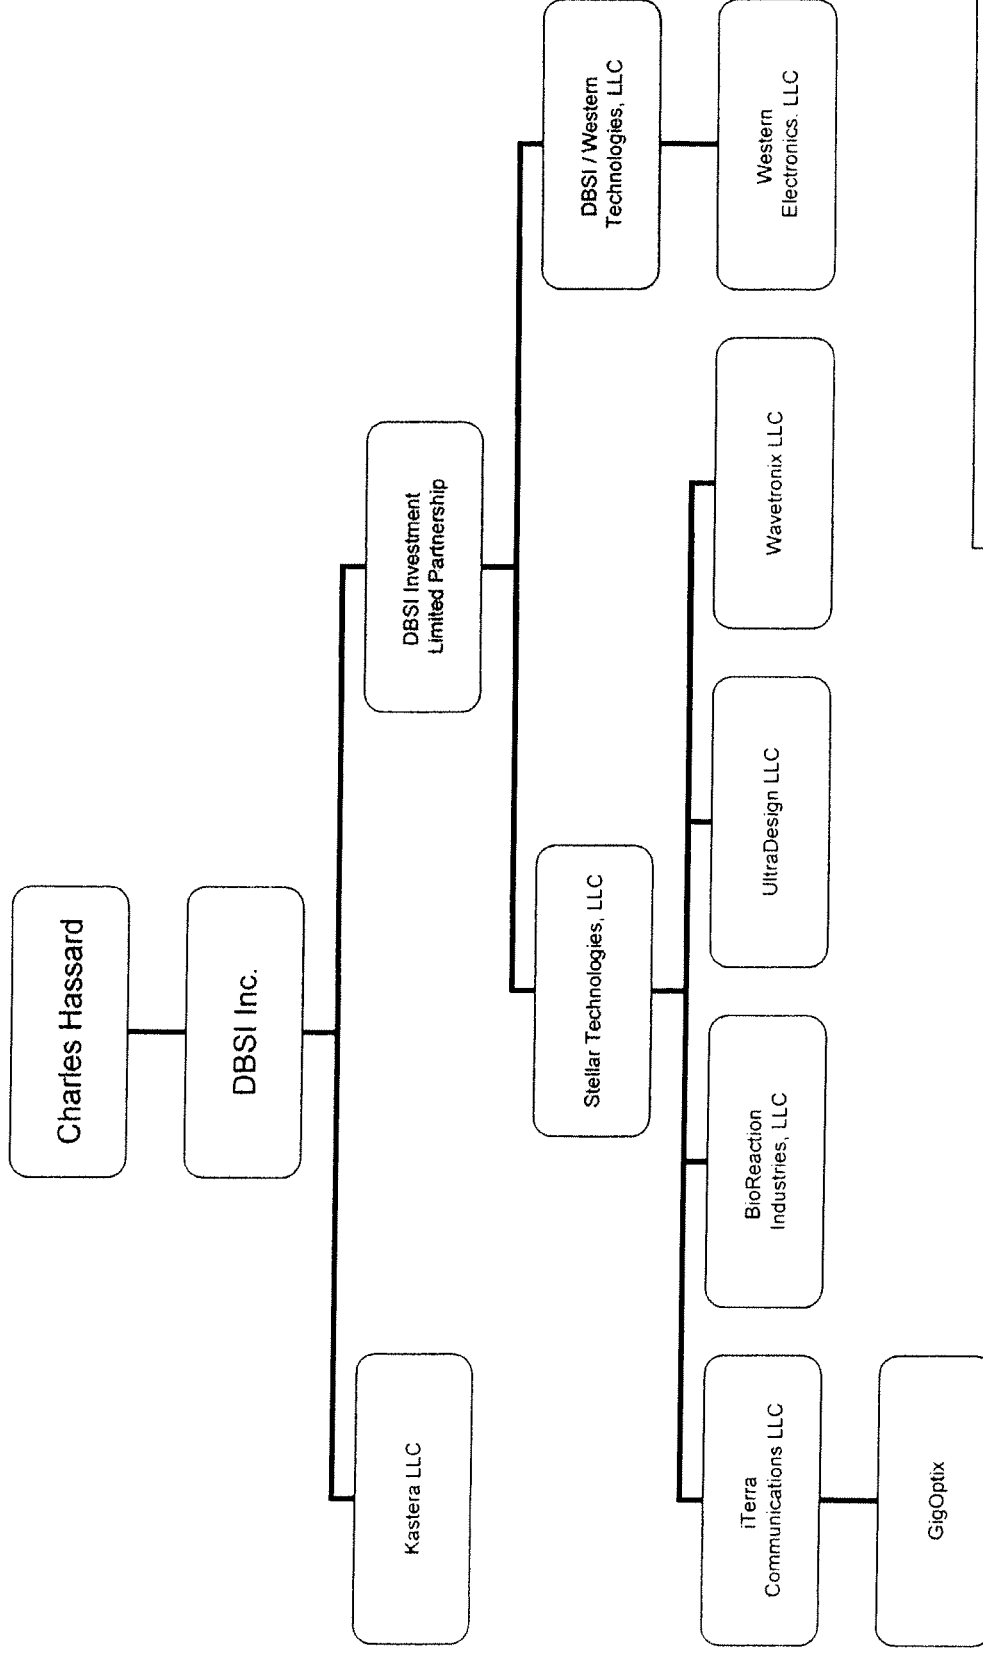 Charles Hassard
DBSI Inc.
Kastera LLC
DBSI Investment
Limited Partnership
Stellar Technologies, LLC
DBSI / Western
Technologies, LLC
iTerra
Communications LLC
BioReaction
Industries, LLC
UltraDesign LLC
Wavetronix LLC
Western
Electronics. LLC
GigOptix